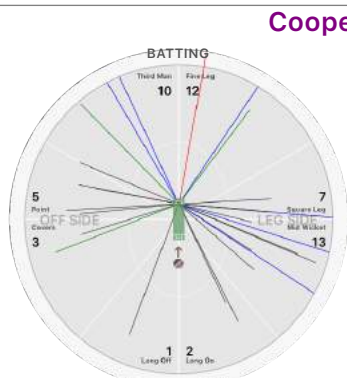 Coope
BATTING
Third Man Fine Leg
10 12
5 7
Point Square Leg
OFF SIDE LEG SIDE
Covers Mid Wicket
3 13
1 2
Long Off Long On